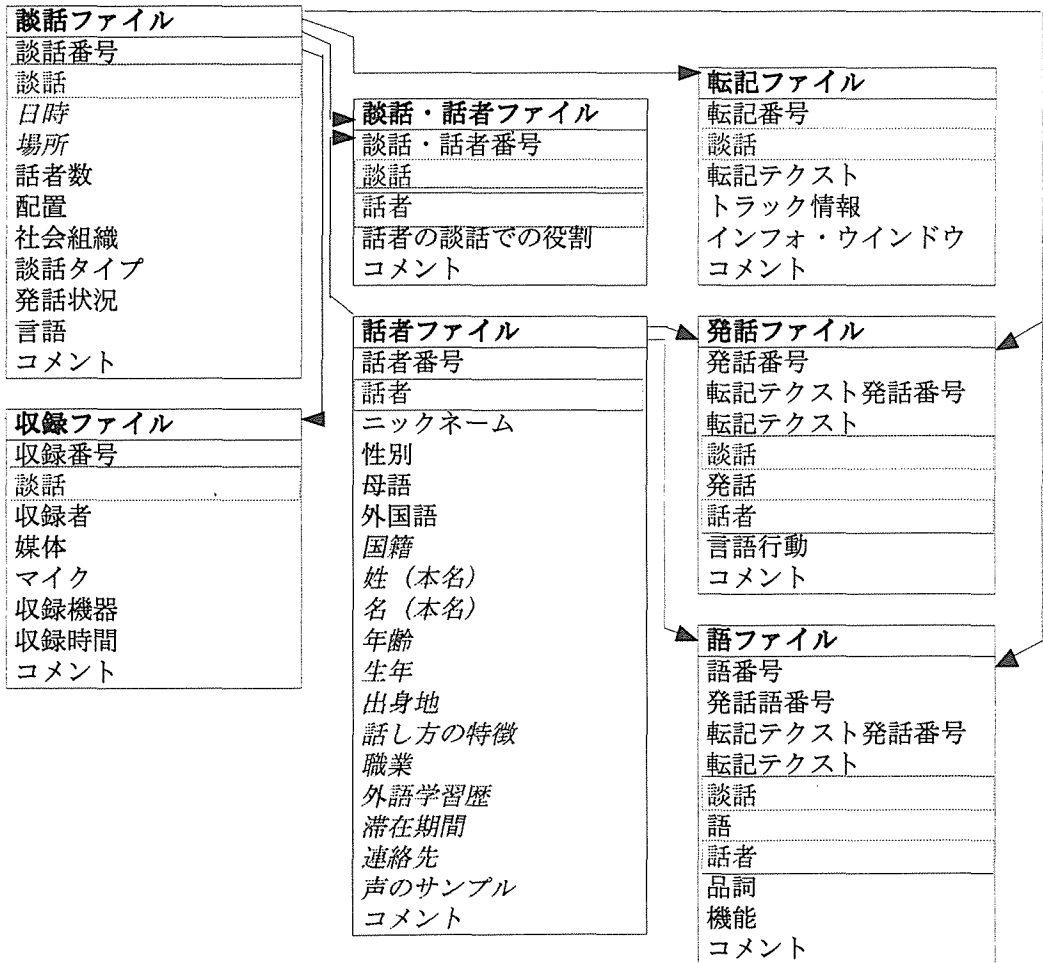 談話ファイル
談話番号
談話
日時
場所
話者数
配置
社会組織
談話タイプ
発話状況
言語
コメント
収録ファイル
収録番号
談話
収録者
媒体
マイク
収録機器
収録時間
コメント
談話・話者ファイル
談話・話者番号
談話
話者
話者の談話での役割
コメント
話者ファイル
話者番号
話者
ニックネーム
性別
母語
外国語
国籍
姓（本名）
名（本名）
年齢
生年
出身地
話し方の特徴
職業
外語学習歴
滞在期間
連絡先
声のサンプル
コメント
転記ファイル
転記番号
談話
転記テクスト
トラック情報
インフォ・ウインドウ
コメント
発話ファイル
発話番号
転記テクスト発話番号
転記テクスト
談話
発話
話者
言語行動
コメント
語ファイル
語番号
発話語番号
転記テクスト発話番号
転記テクスト
談話
語
話者
品詞
機能
コメント